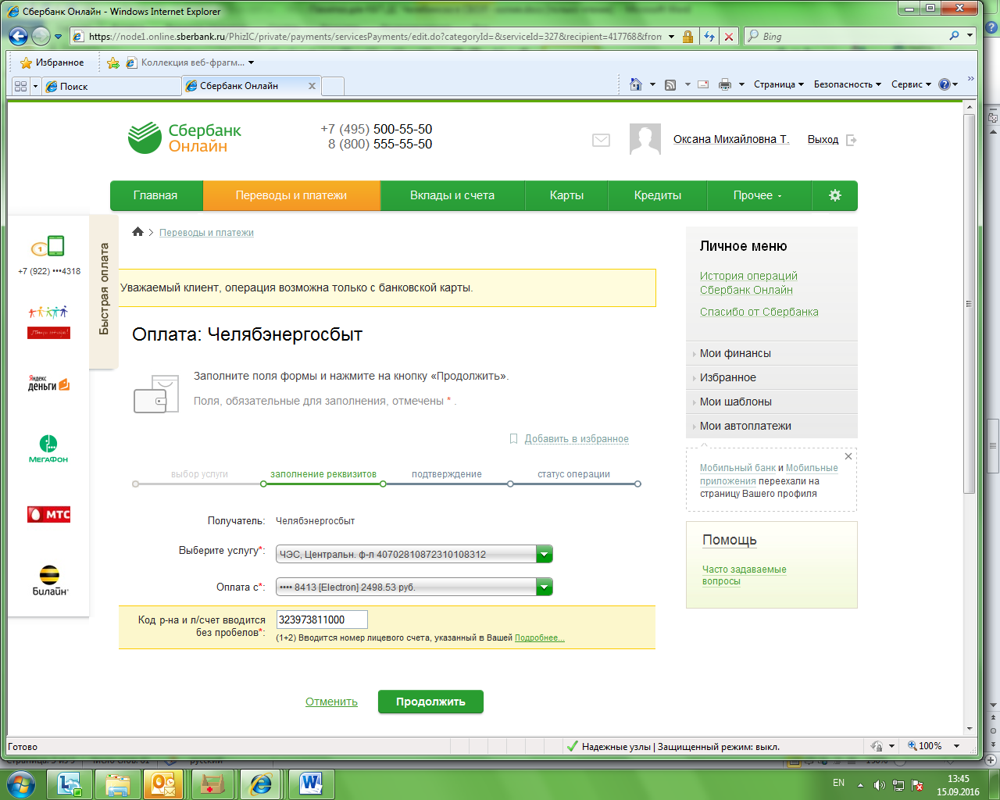 Сбербанк Онлайн - Windows Internet Explorer
https://node1.online.sberbank.ru/PhizIC/private/payments/servicesPayments/edit.do?categoryId=&serviceId=327&recipient=417768&fron
Bing
Избранное
Коллекция веб-фрагм...
Поиск
Сбербанк Онлайн
Страница
Безопасность
Сервис
Сбербанк
Онлайн
+7 (495) 500-55-50
8 (800) 555-55-50
Оксана Михайловна Т.
Выход
Главная
Переводы и платежи
Вклады и счета
Карты
Кредиты
Прочее
Переводы и платежи
Быстрая оплата
+7 (922) •••4318
Яндекс
деньги
МЕГАФОН
МТС
Билайн
Уважаемый клиент, операция возможна только с банковской карты.
Оплата: Челябэнергосбыт
Заполните поля формы и нажмите на кнопку «Продолжить».
Поля, обязательные для заполнения, отмечены * .
Добавить в избранное
выбор услуги
заполнение реквизитов
подтверждение
статус операции
Получатель: Челябэнергосбыт
Выберите услугу*: ЧЭС, Центральн. ф-л 40702810872310108312
Оплата с*: •••• 8413 [Electron] 2498.53 руб.
Код р-на и л/счет вводится
без пробелов*:
323973811000
(1+2) Вводится номер лицевого счета, указанный в Вашей Подробнее...
Отменить
Продолжить
Личное меню
История операций
Сбербанк Онлайн
Спасибо от Сбербанка
Мои финансы
Избранное
Мои шаблоны
Мои автоплатежи
Мобильный банк и Мобильные
приложения переехали на
страницу Вашего профиля
Помощь
Часто задаваемые
вопросы
Готово
Надежные узлы | Защищенный режим: выкл.
100%
EN
13:45
15.09.2016